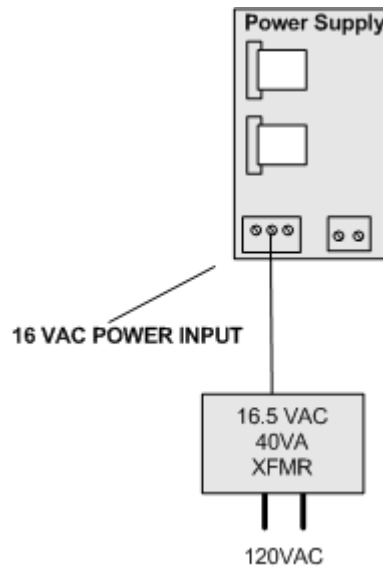 Power Supply
16 VAC POWER INPUT
16.5 VAC
40VA
XFMR
120VAC